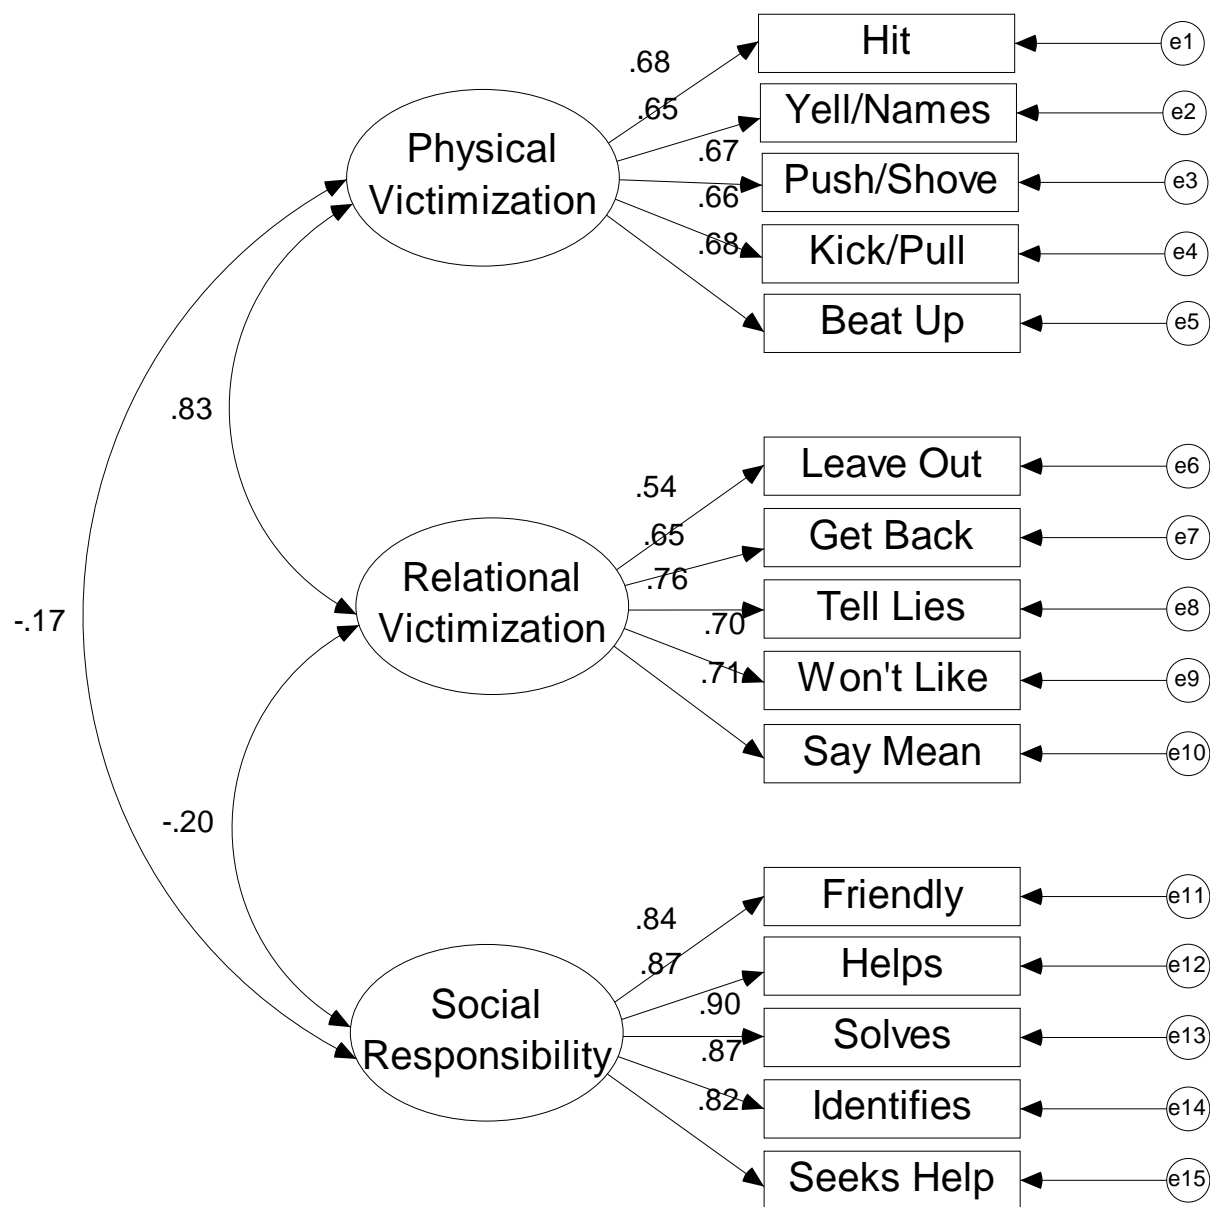 Hit
e1
.68
Yell/Names
e2
.65
Physical
Victimization
.67
Push/Shove
e3
.66
Kick/Pull
e4
.68
Beat Up
e5
.83
Leave Out
e6
.54
Get Back
e7
.65
Relational
Victimization
.76
Tell Lies
e8
.70
Won't Like
e9
.71
Say Mean
e10
-.17
-.20
Friendly
e11
.84
Helps
e12
.87
Social
Responsibility
.90
Solves
e13
.87
Identifies
e14
.82
Seeks Help
e15